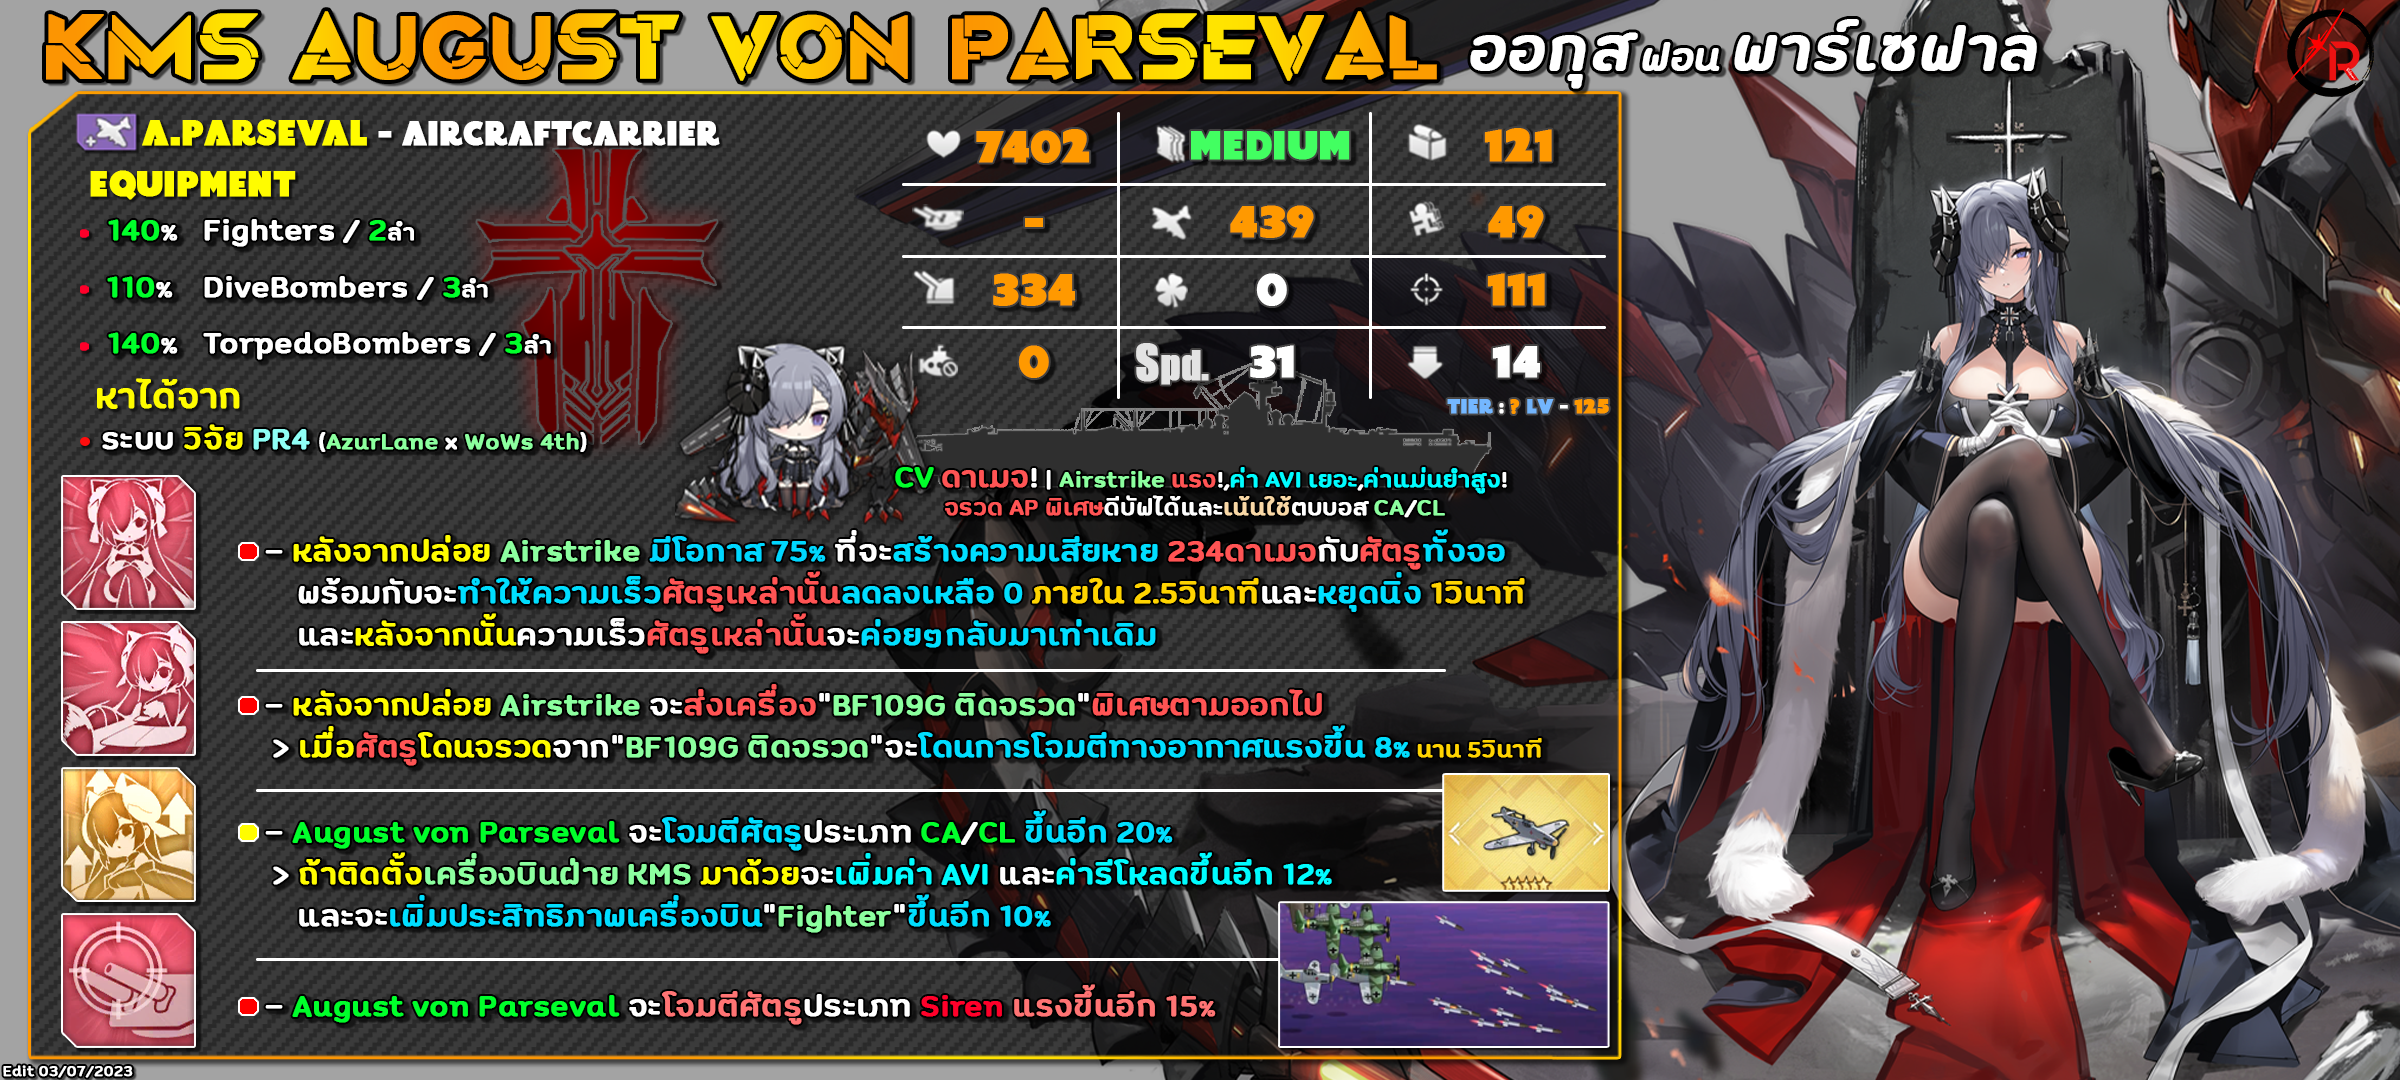 KMS AUGUST VON PARSEVAL ออกุส ฟอน พาร์เซฟาล
R
A.PARSEVAL - AIRCRAFTCARRIER
EQUIPMENT
140% Fighters / 2ลำ
110% DiveBombers / 3ลำ
140% TorpedoBombers / 3ลำ
หาได้จาก
ระบบ วิจัย PR4 (AzurLane x WoWs 4th)
7402 MEDIUM 121
- 439 49
334 0 111
0 Spd. 31 14
TIER : ? LV - 125
CV ดาเมจ! | Airstrike แรง!,ค่า AVI เยอะ,ค่าแม่นยำสูง!
จรวด AP พิเศษดีบัฟได้และเน้นใช้ตบบอส CA/CL
– หลังจากปล่อย Airstrike มีโอกาส 75% ที่จะสร้างความเสียหาย 234ดาเมจกับศัตรูทั้งจอ
พร้อมกับจะทำให้ความเร็วศัตรูเหล่านั้นลดลงเหลือ 0 ภายใน 2.5วินาทีและหยุดนิ่ง 1วินาที
และหลังจากนั้นความเร็วศัตรูเหล่านั้นจะค่อยๆกลับมาเท่าเดิม
– หลังจากปล่อย Airstrike จะส่งเครื่อง"BF109G ติดจรวด"พิเศษตามออกไป
> เมื่อศัตรูโดนจรวดจาก"BF109G ติดจรวด"จะโดนการโจมตีทางอากาศแรงขึ้น 8% นาน 5วินาที
– August von Parseval จะโจมตีศัตรูประเภท CA/CL ขึ้นอีก 20%
> ถ้าติดตั้งเครื่องบินฝ่าย KMS มาด้วยจะเพิ่มค่า AVI และค่ารีโหลดขึ้นอีก 12%
และจะเพิ่มประสิทธิภาพเครื่องบิน"Fighter"ขึ้นอีก 10%
– August von Parseval จะโจมตีศัตรูประเภท Siren แรงขึ้นอีก 15%
Edit 03/07/2023